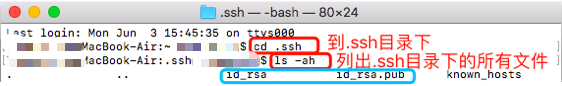 .ssh — -bash — 80×24
Last login: Mon Jun 3 15:45:35 on ttys000
MacBook-Air:~ $ cd .ssh 到.ssh目录下
MacBook-Air:.ssh $ ls -ah 列出.ssh目录下的所有文件
. .. id_rsa id_rsa.pub known_hosts